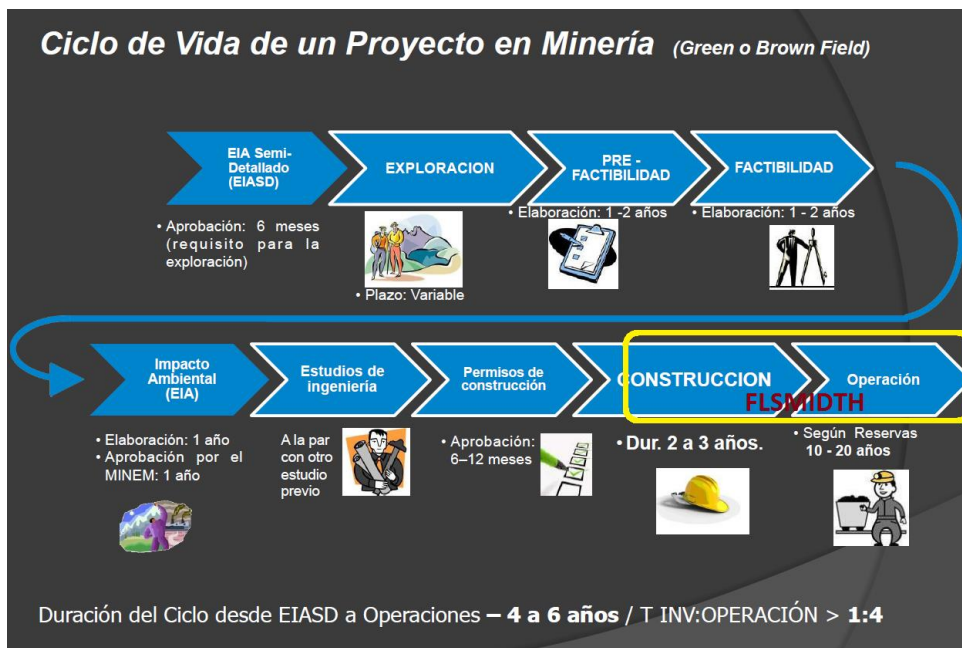 Ciclo de Vida de un Proyecto en Minería (Green o Brown Field)
EIA Semi-
Detallado
(EIASD)
EXPLORACION
PRE -
FACTIBILIDAD
FACTIBILIDAD
• Aprobación: 6 meses
(requisito para la
exploración)
• Plazo: Variable
• Elaboración: 1 -2 años
• Elaboración: 1 - 2 años
Impacto
Ambiental
(EIA)
Estudios de
ingeniería
Permisos de
construcción
CONSTRUCCION
Operación
FLSMIDTH
• Elaboración: 1 año
• Aprobación por el
MINEM: 1 año
A la par
con otro
estudio
previo
• Aprobación:
6–12 meses
• Dur. 2 a 3 años.
• Según Reservas
10 - 20 años
Duración del Ciclo desde EIASD a Operaciones – 4 a 6 años / T INV:OPERACIÓN > 1:4